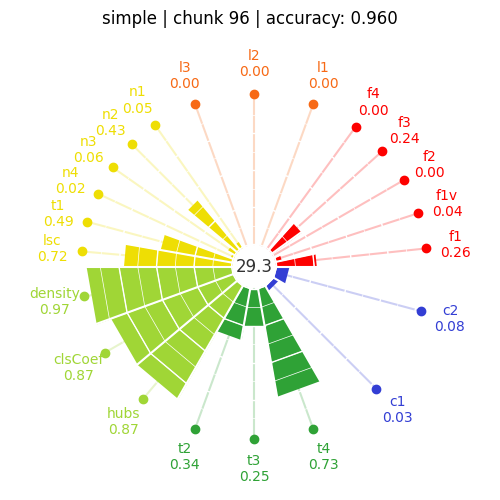 simple | chunk 96 | accuracy: 0.960
l3
0.00
l2
0.00
l1
0.00
f4
0.00
f3
0.24
f2
0.00
f1v
0.04
f1
0.26
n1
0.05
n2
0.43
n3
0.06
n4
0.02
t1
0.49
lsc
0.72
29.3
density
0.97
clsCoef
0.87
hubs
0.87
t2
0.34
t3
0.25
t4
0.73
c1
0.03
c2
0.08